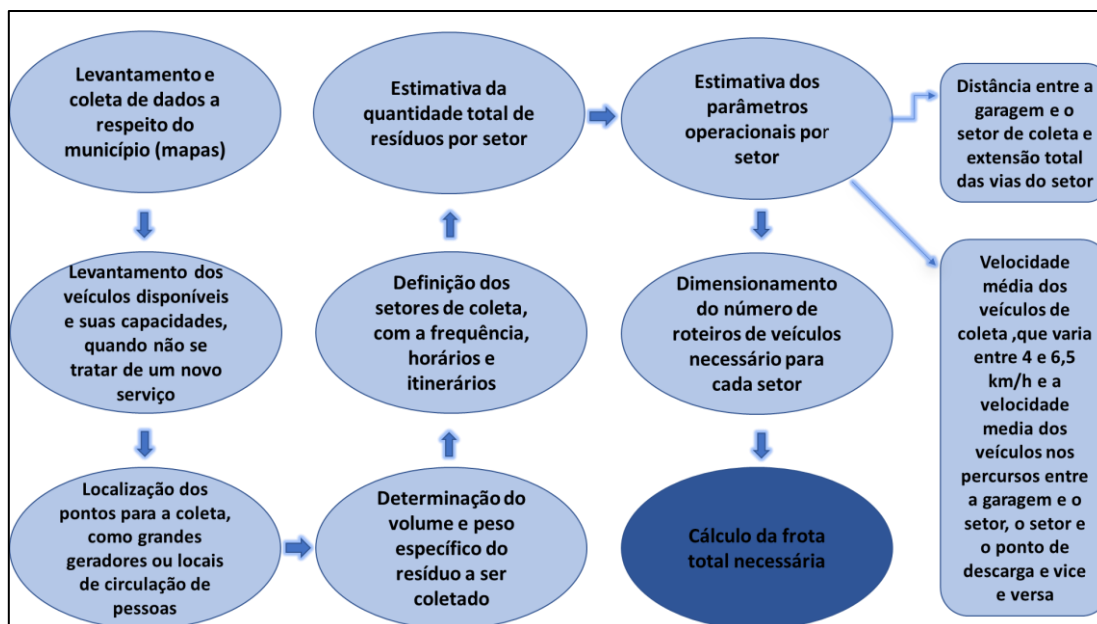 Levantamento e
coleta de dados a
respeito do
município (mapas)
Levantamento dos
veículos disponíveis
e suas capacidades,
quando não se
tratar de um novo
serviço
Localização dos
pontos para a coleta,
como grandes
geradores ou locais
de circulação de
pessoas
Determinação do
volume e peso
específico do
resíduo a ser
coletado
Definição dos
setores de coleta,
com a frequência,
horários e
itinerários
Estimativa da
quantidade total de
resíduos por setor
Estimativa dos
parâmetros
operacionais por
setor
Distância entre a
garagem e o
setor de coleta e
extensão total
das vias do setor
Velocidade
média dos
veículos de
coleta ,que varia
entre 4 e 6,5
km/h e a
velocidade
media dos
veículos nos
percursos entre
a garagem e o
setor, o setor e
o ponto de
descarga e vice
e versa
Dimensionamento
do número de
roteiros de veículos
necessário para
cada setor
Cálculo da frota
total necessária